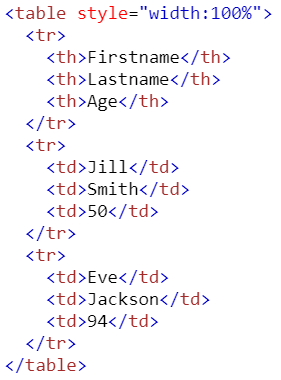 <table style="width:100%">
  <tr>
    <th>Firstname</th>
    <th>Lastname</th>
    <th>Age</th>
  </tr>
  <tr>
    <td>Jill</td>
    <td>Smith</td>
    <td>50</td>
  </tr>
  <tr>
    <td>Eve</td>
    <td>Jackson</td>
    <td>94</td>
  </tr>
</table>